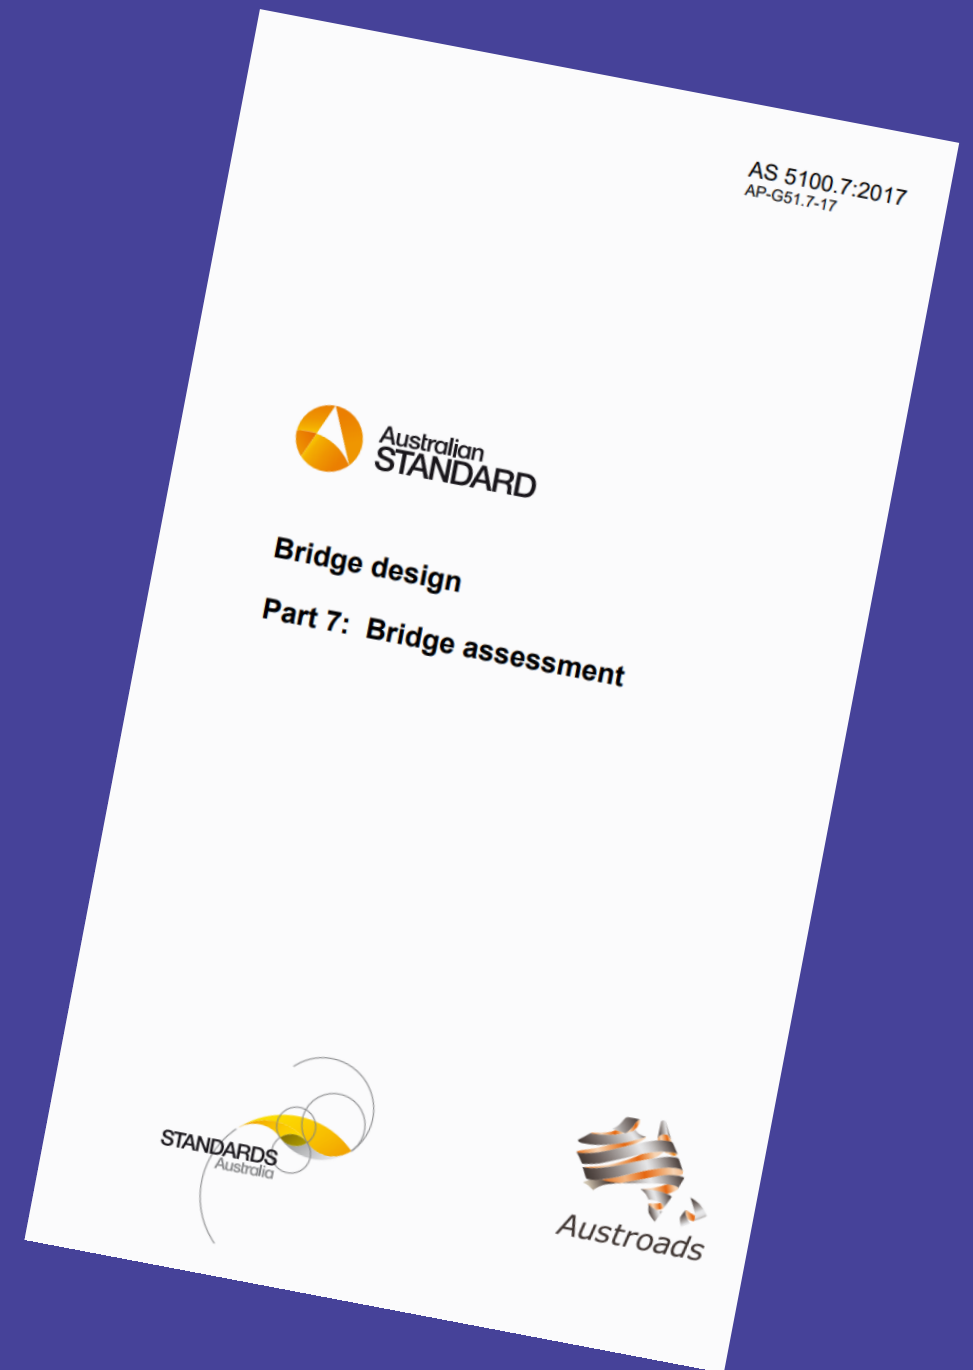 AS 5100.7:2017
AP-G51.7-17
Australian
STANDARD
Bridge design
Part 7: Bridge assessment
STANDARDS
Australia
Austroads